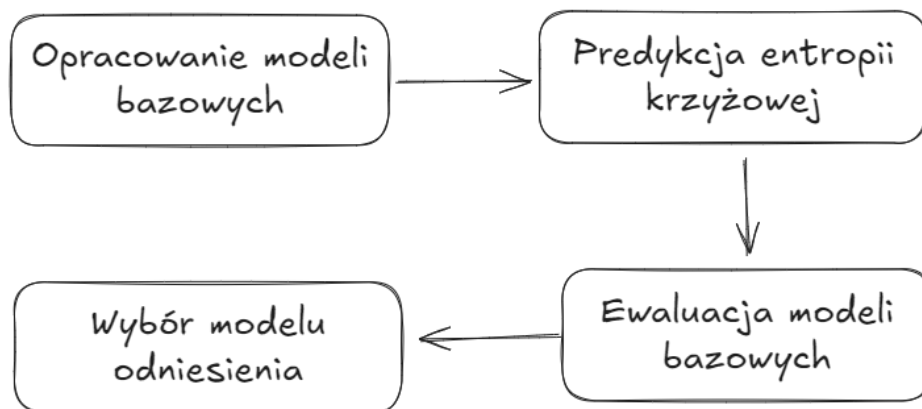 Opracowanie modeli
bazowych
Predykcja entropii
krzyżowej
Ewaluacja modeli
bazowych
Wybór modelu
odniesienia